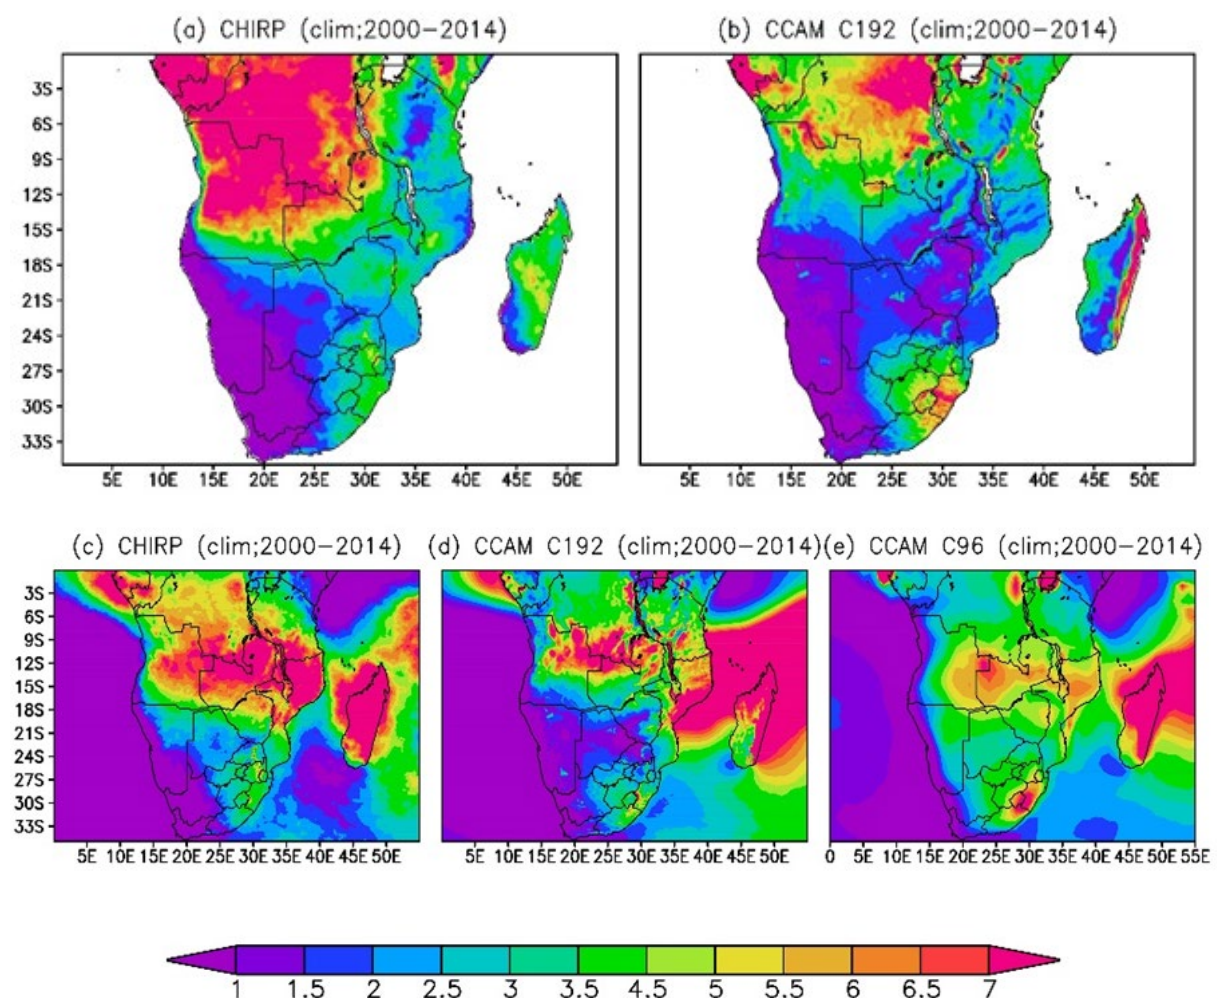 (a) CHIRP (clim;2000-2014) (b) CCAM C192 (clim;2000-2014)
3S
6S
9S
12S
15S
18S
21S
24S
27S
30S
33S
5E 10E 15E 20E 25E 30E 35E 40E 45E 50E 5E 10E 15E 20E 25E 30E 35E 40E 45E 50E
(c) CHIRP (clim;2000-2014) (d) CCAM C192 (clim;2000-2014) (e) CCAM C96 (clim;2000-2014)
3S
6S
9S
12S
15S
18S
21S
24S
27S
30S
33S
5E 10E 15E 20E 25E 30E 35E 40E 45E 50E 5E 10E 15E 20E 25E 30E 35E 40E 45E 50E 0 5E 10E 15E 20E 25E 30E 35E 40E 45E 50E 55E
1 1.5 2 2.5 3 3.5 4.5 5 5.5 6 6.5 7